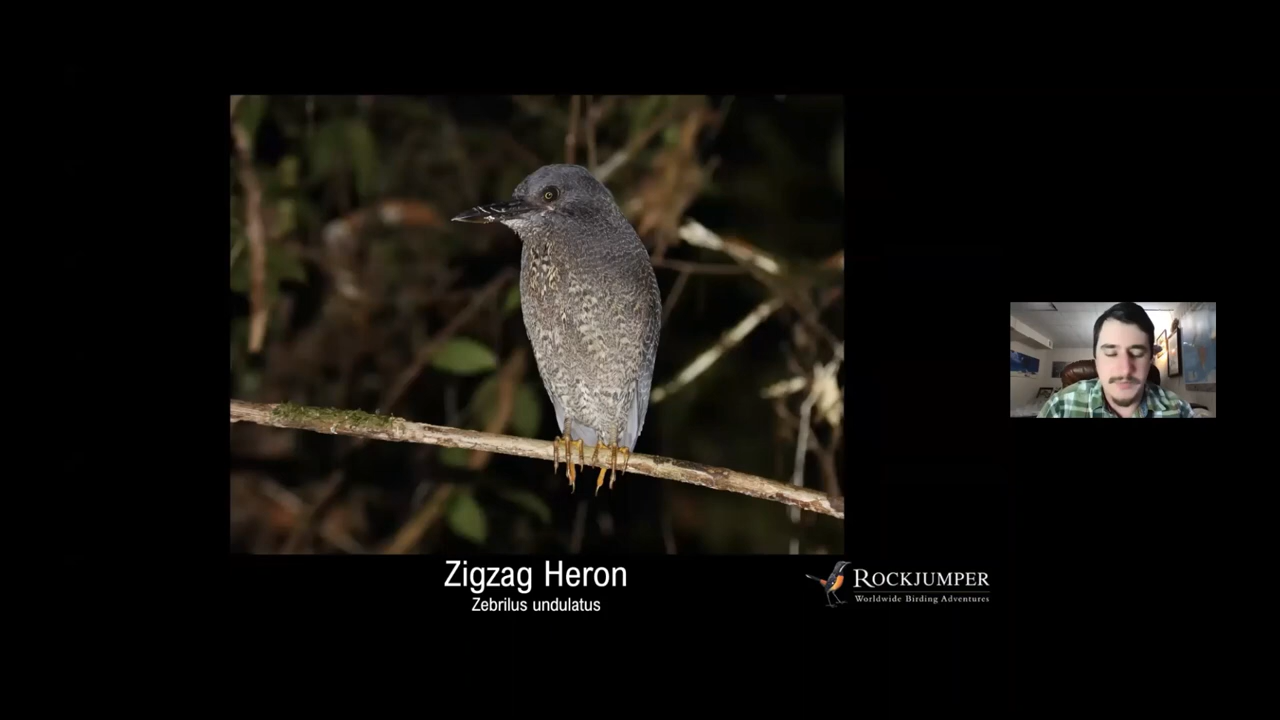 Zigzag Heron
Zebrilus undulatus
ROCKJUMPER
Worldwide Birding Adventures